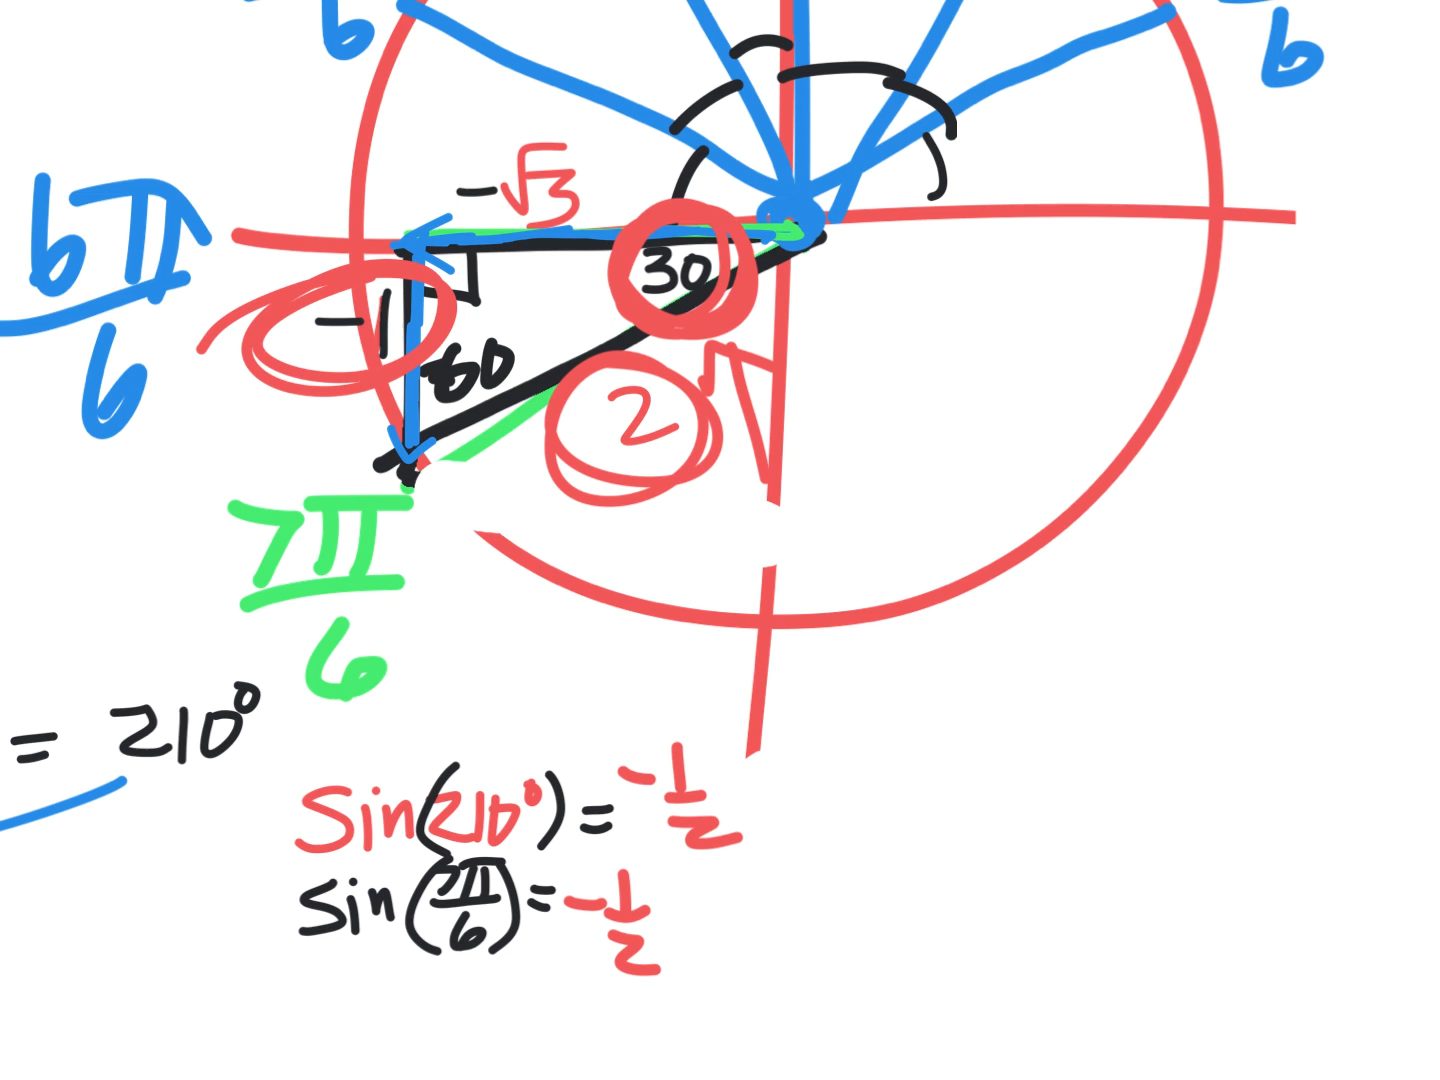 6
6
-√3
6π
6
30
-1
60
2
7π
6
= 210°
Sin(210°) = -1/2
Sin(7π/6) = -1/2